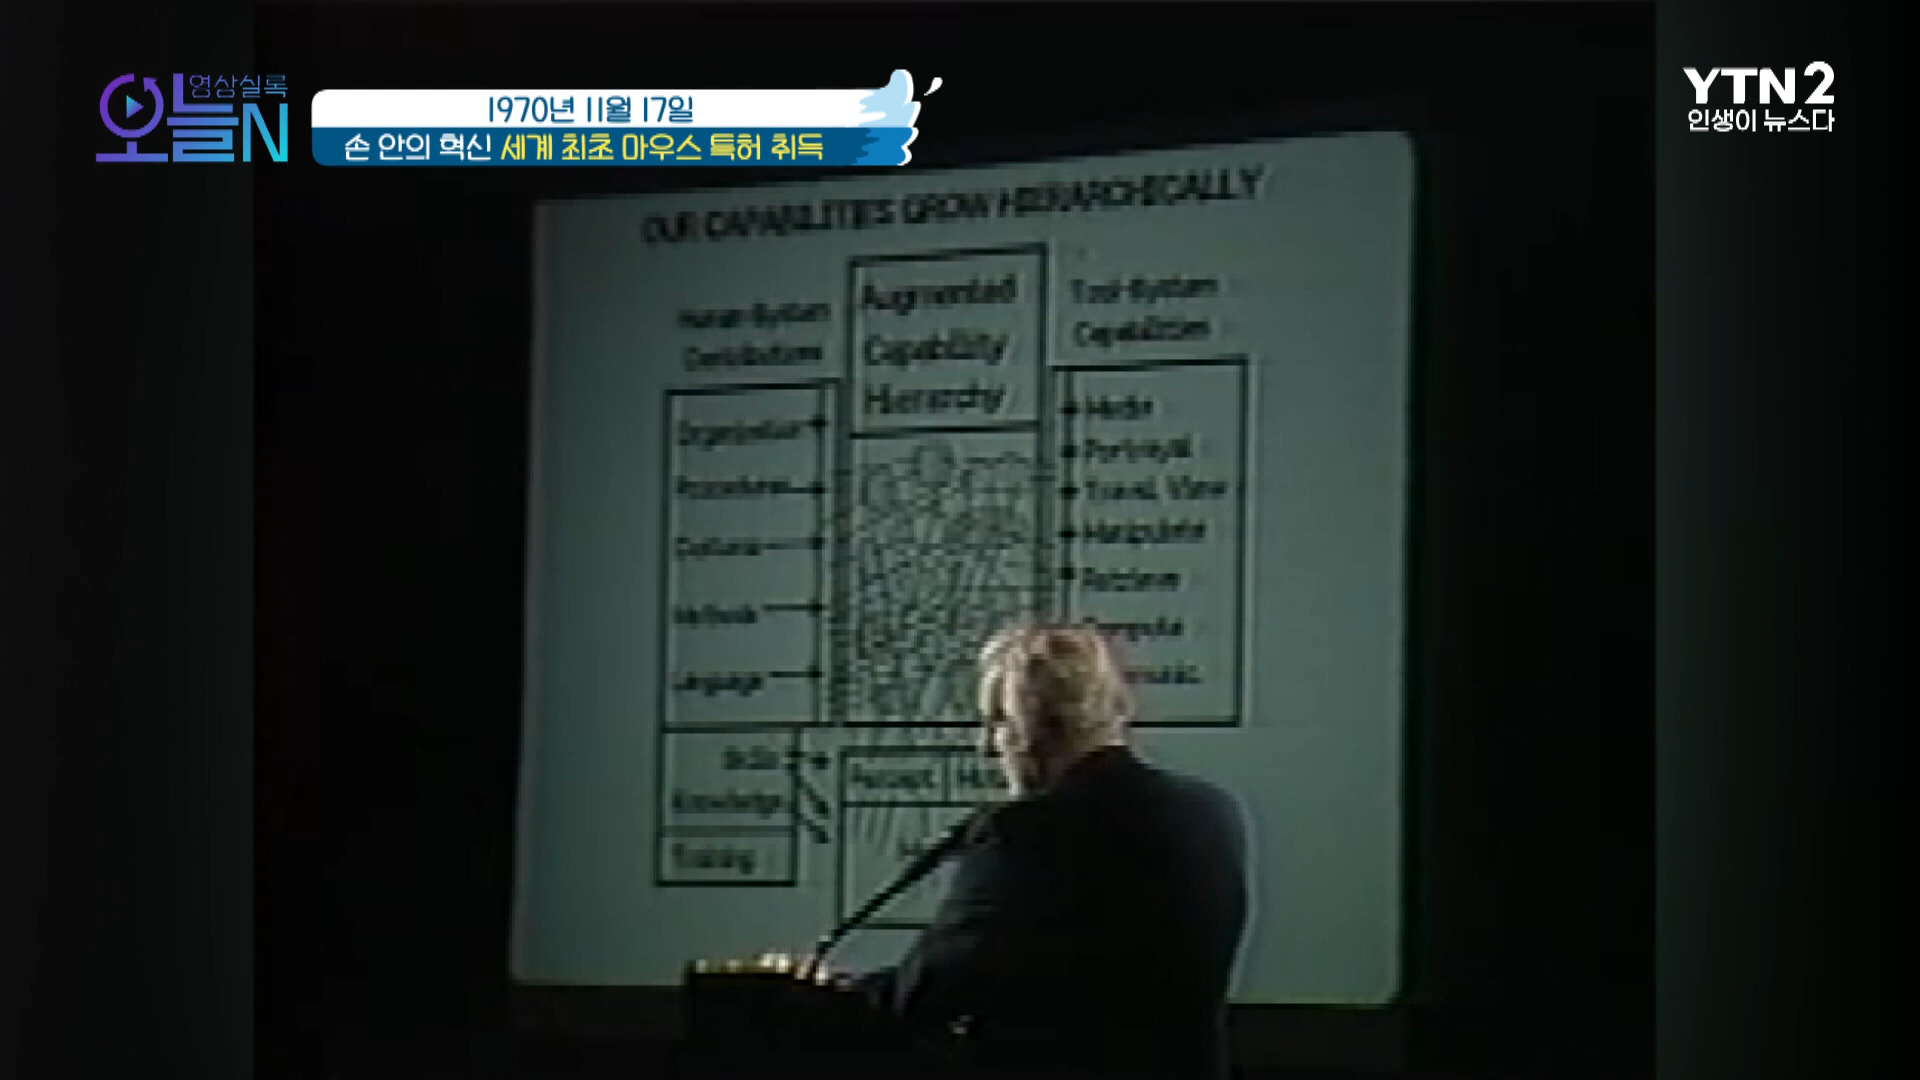 영상실록
오늘N
1970년 11월 17일
손 안의 혁신 세계 최초 마우스 특허 취득
YTN2
인생이 뉴스다
OUR CAPABILITIES GROW HIERARCHICALLY
Augmented
Capability
Hierarchy
Human-System
Tool-System
Capabilities
Organization
Procedures
Customs
Methods
Language
Media
Portrayal
Travel, View
Manipulate
Retrieve
Compute
Skills
Knowledge
Training